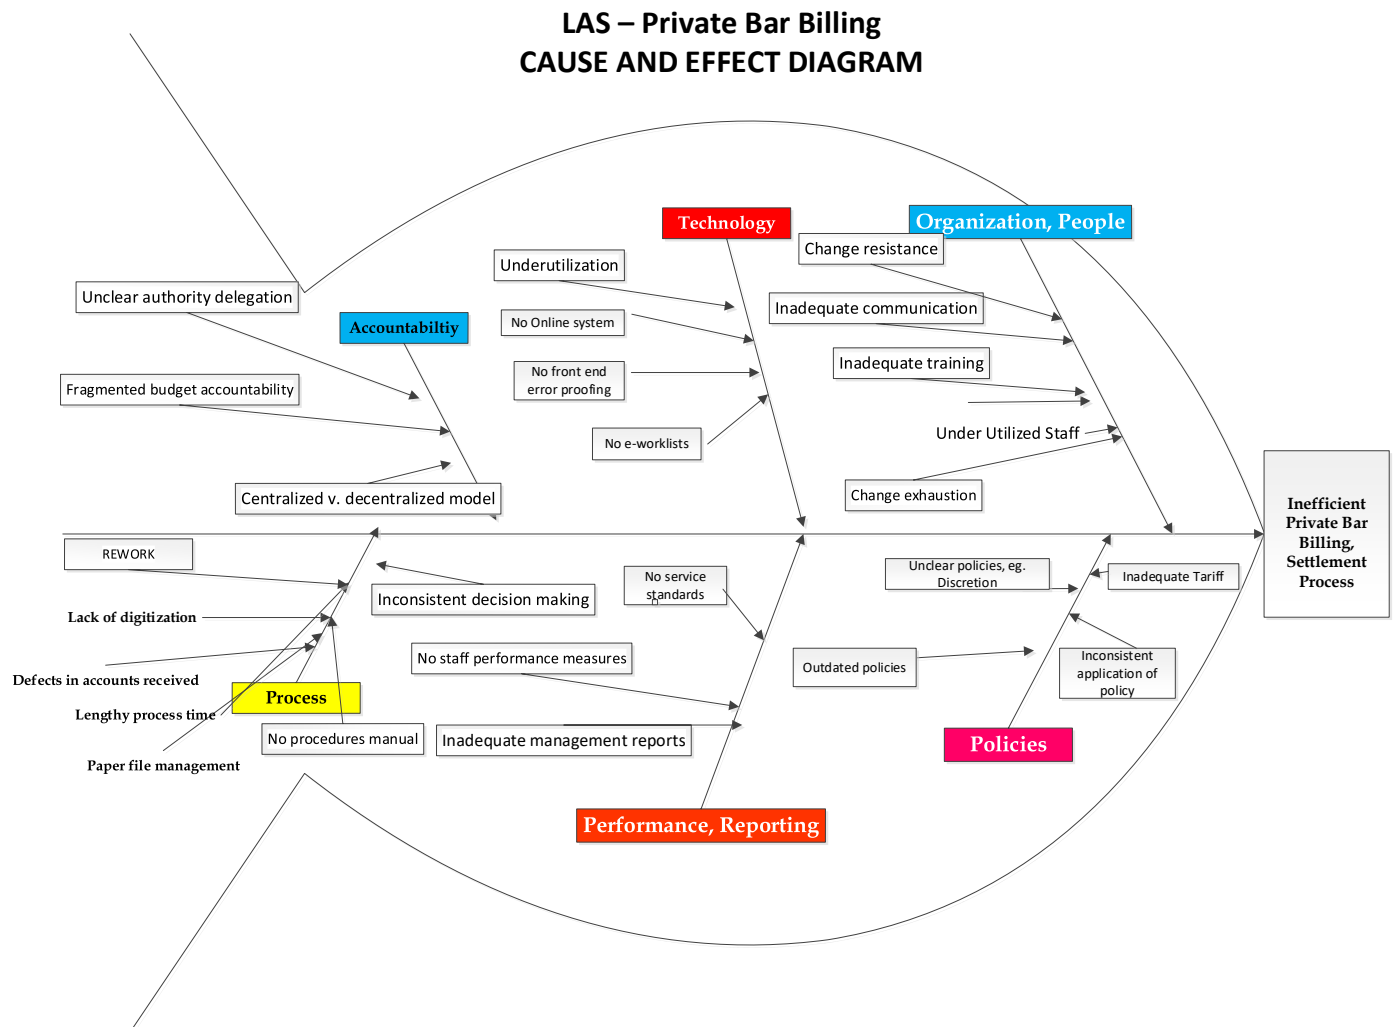 LAS – Private Bar Billing
CAUSE AND EFFECT DIAGRAM
Technology
Organization, People
Change resistance
Underutilization
Unclear authority delegation
Inadequate communication
Accountabiltiy
No Online system
Inadequate training
No front end
error proofing
Fragmented budget accountability
Under Utilized Staff
No e-worklists
Centralized v. decentralized model
Change exhaustion
Inefficient
Private Bar
Billing,
Settlement
Process
REWORK
Inconsistent decision making
No service
standards
Unclear policies, eg.
Discretion
Inadequate Tariff
Lack of digitization
No staff performance measures
Outdated policies
Inconsistent
application of
policy
Defects in accounts received
Process
Lengthy process time
No procedures manual
Inadequate management reports
Policies
Paper file management
Performance, Reporting